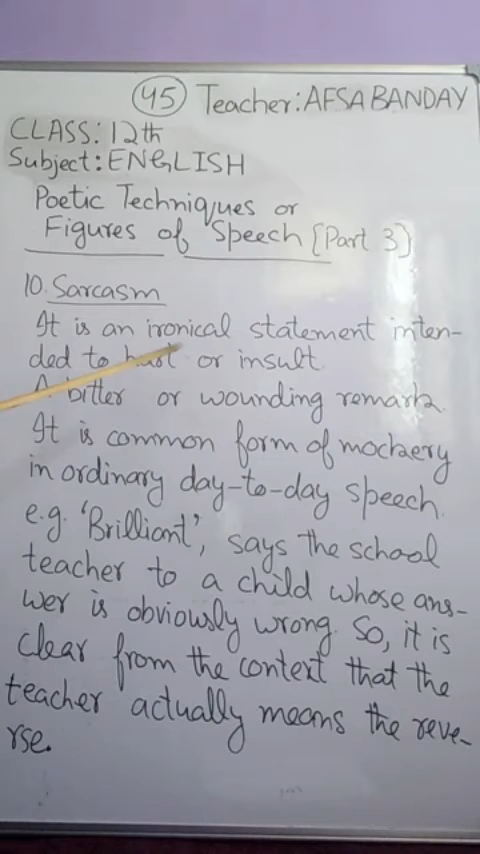 45 Teacher: AFSA BANDAY
CLASS: 12th
Subject: ENGLISH
Poetic Techniques or
Figures of Speech [Part 3]
10. Sarcasm
It is an ironical statement inten-
ded to hurt or insult.
A bitter or wounding remark.
It is common form of mockery
in ordinary day-to-day speech.
e.g. 'Brilliant', says the school
teacher to a child whose ans-
wer is obviously wrong. So, it is
clear from the context that the
teacher actually means the reve-
rse.